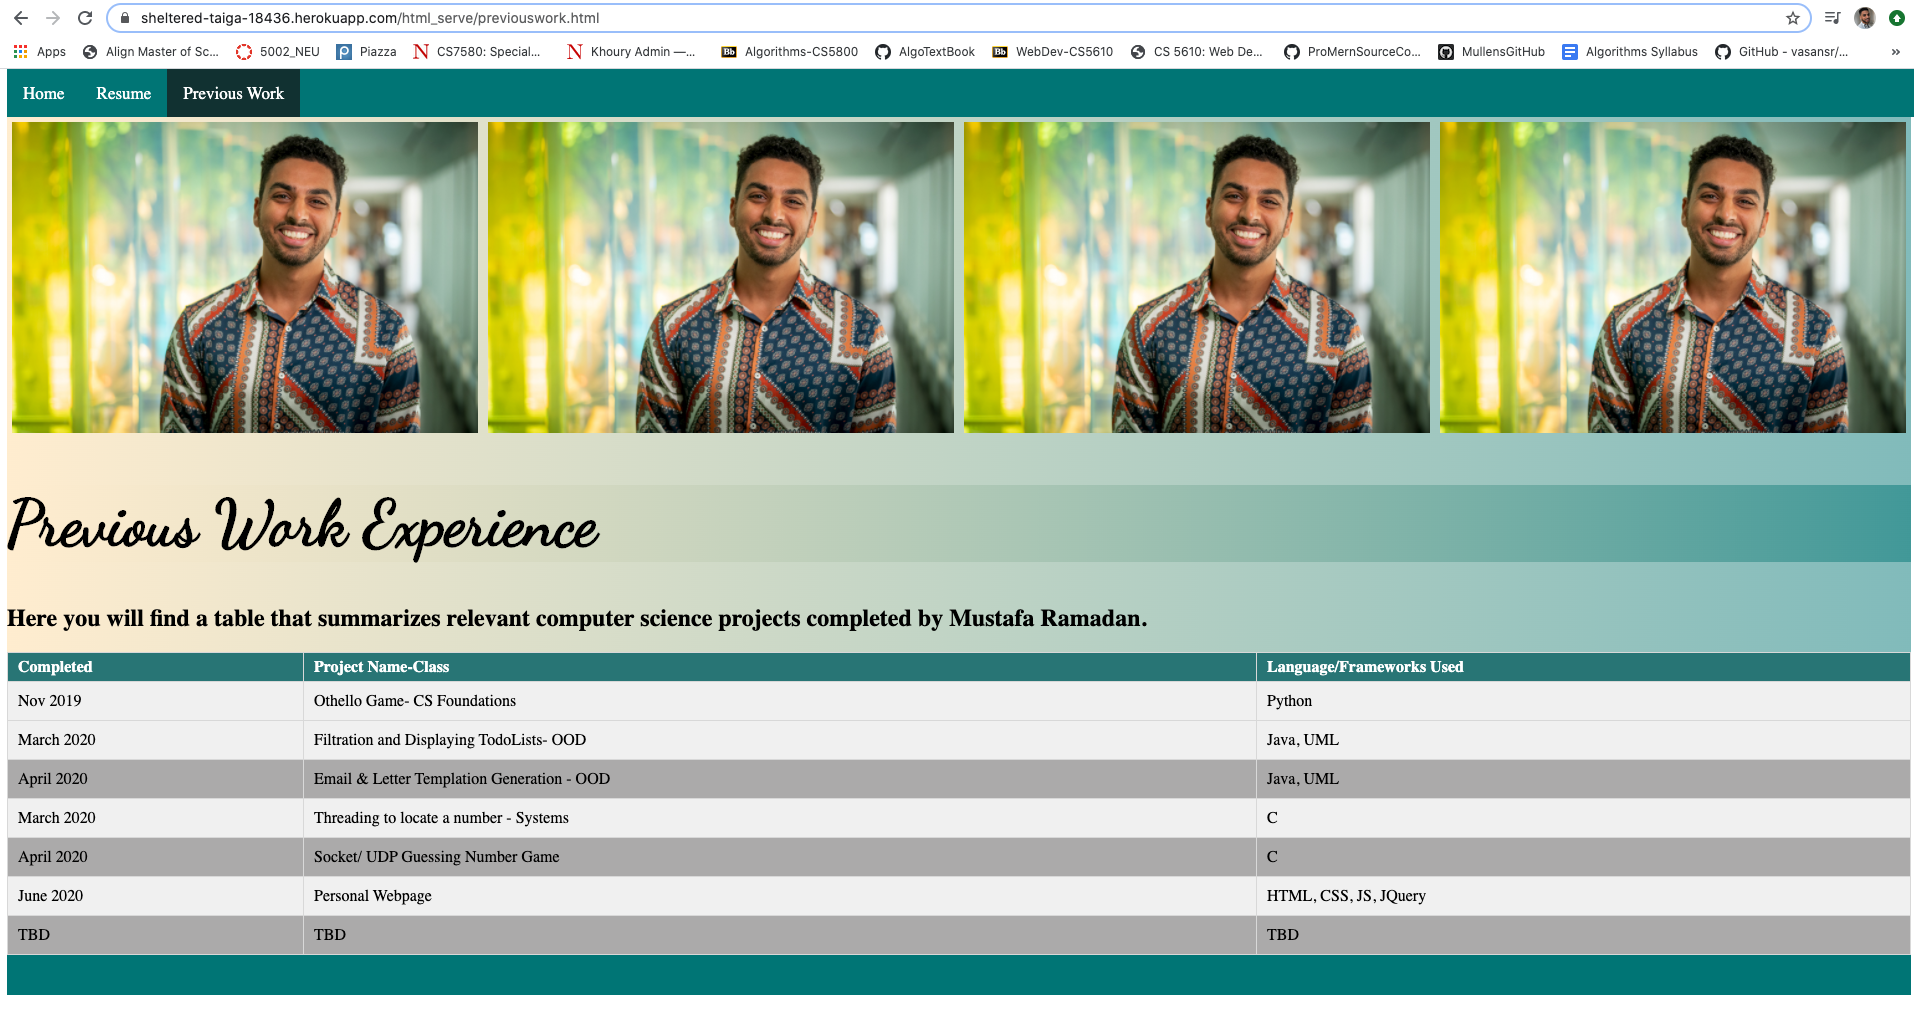 sheltered-taiga-18436.herokuapp.com/html_serve/previouswork.html
Apps Align Master of Sc... 5002_NEU Piazza CS7580: Special... Khoury Admin —... Algorithms-CS5800 AlgoTextBook WebDev-CS5610 CS 5610: Web De... ProMernSourceCo... MullensGitHub Algorithms Syllabus GitHub - vasansr/... »
Home Resume Previous Work
Previous Work Experience
Here you will find a table that summarizes relevant computer science projects completed by Mustafa Ramadan.
Completed Project Name-Class Language/Frameworks Used
Nov 2019 Othello Game- CS Foundations Python
March 2020 Filtration and Displaying TodoLists- OOD Java, UML
April 2020 Email & Letter Templation Generation - OOD Java, UML
March 2020 Threading to locate a number - Systems C
April 2020 Socket/ UDP Guessing Number Game C
June 2020 Personal Webpage HTML, CSS, JS, JQuery
TBD TBD TBD